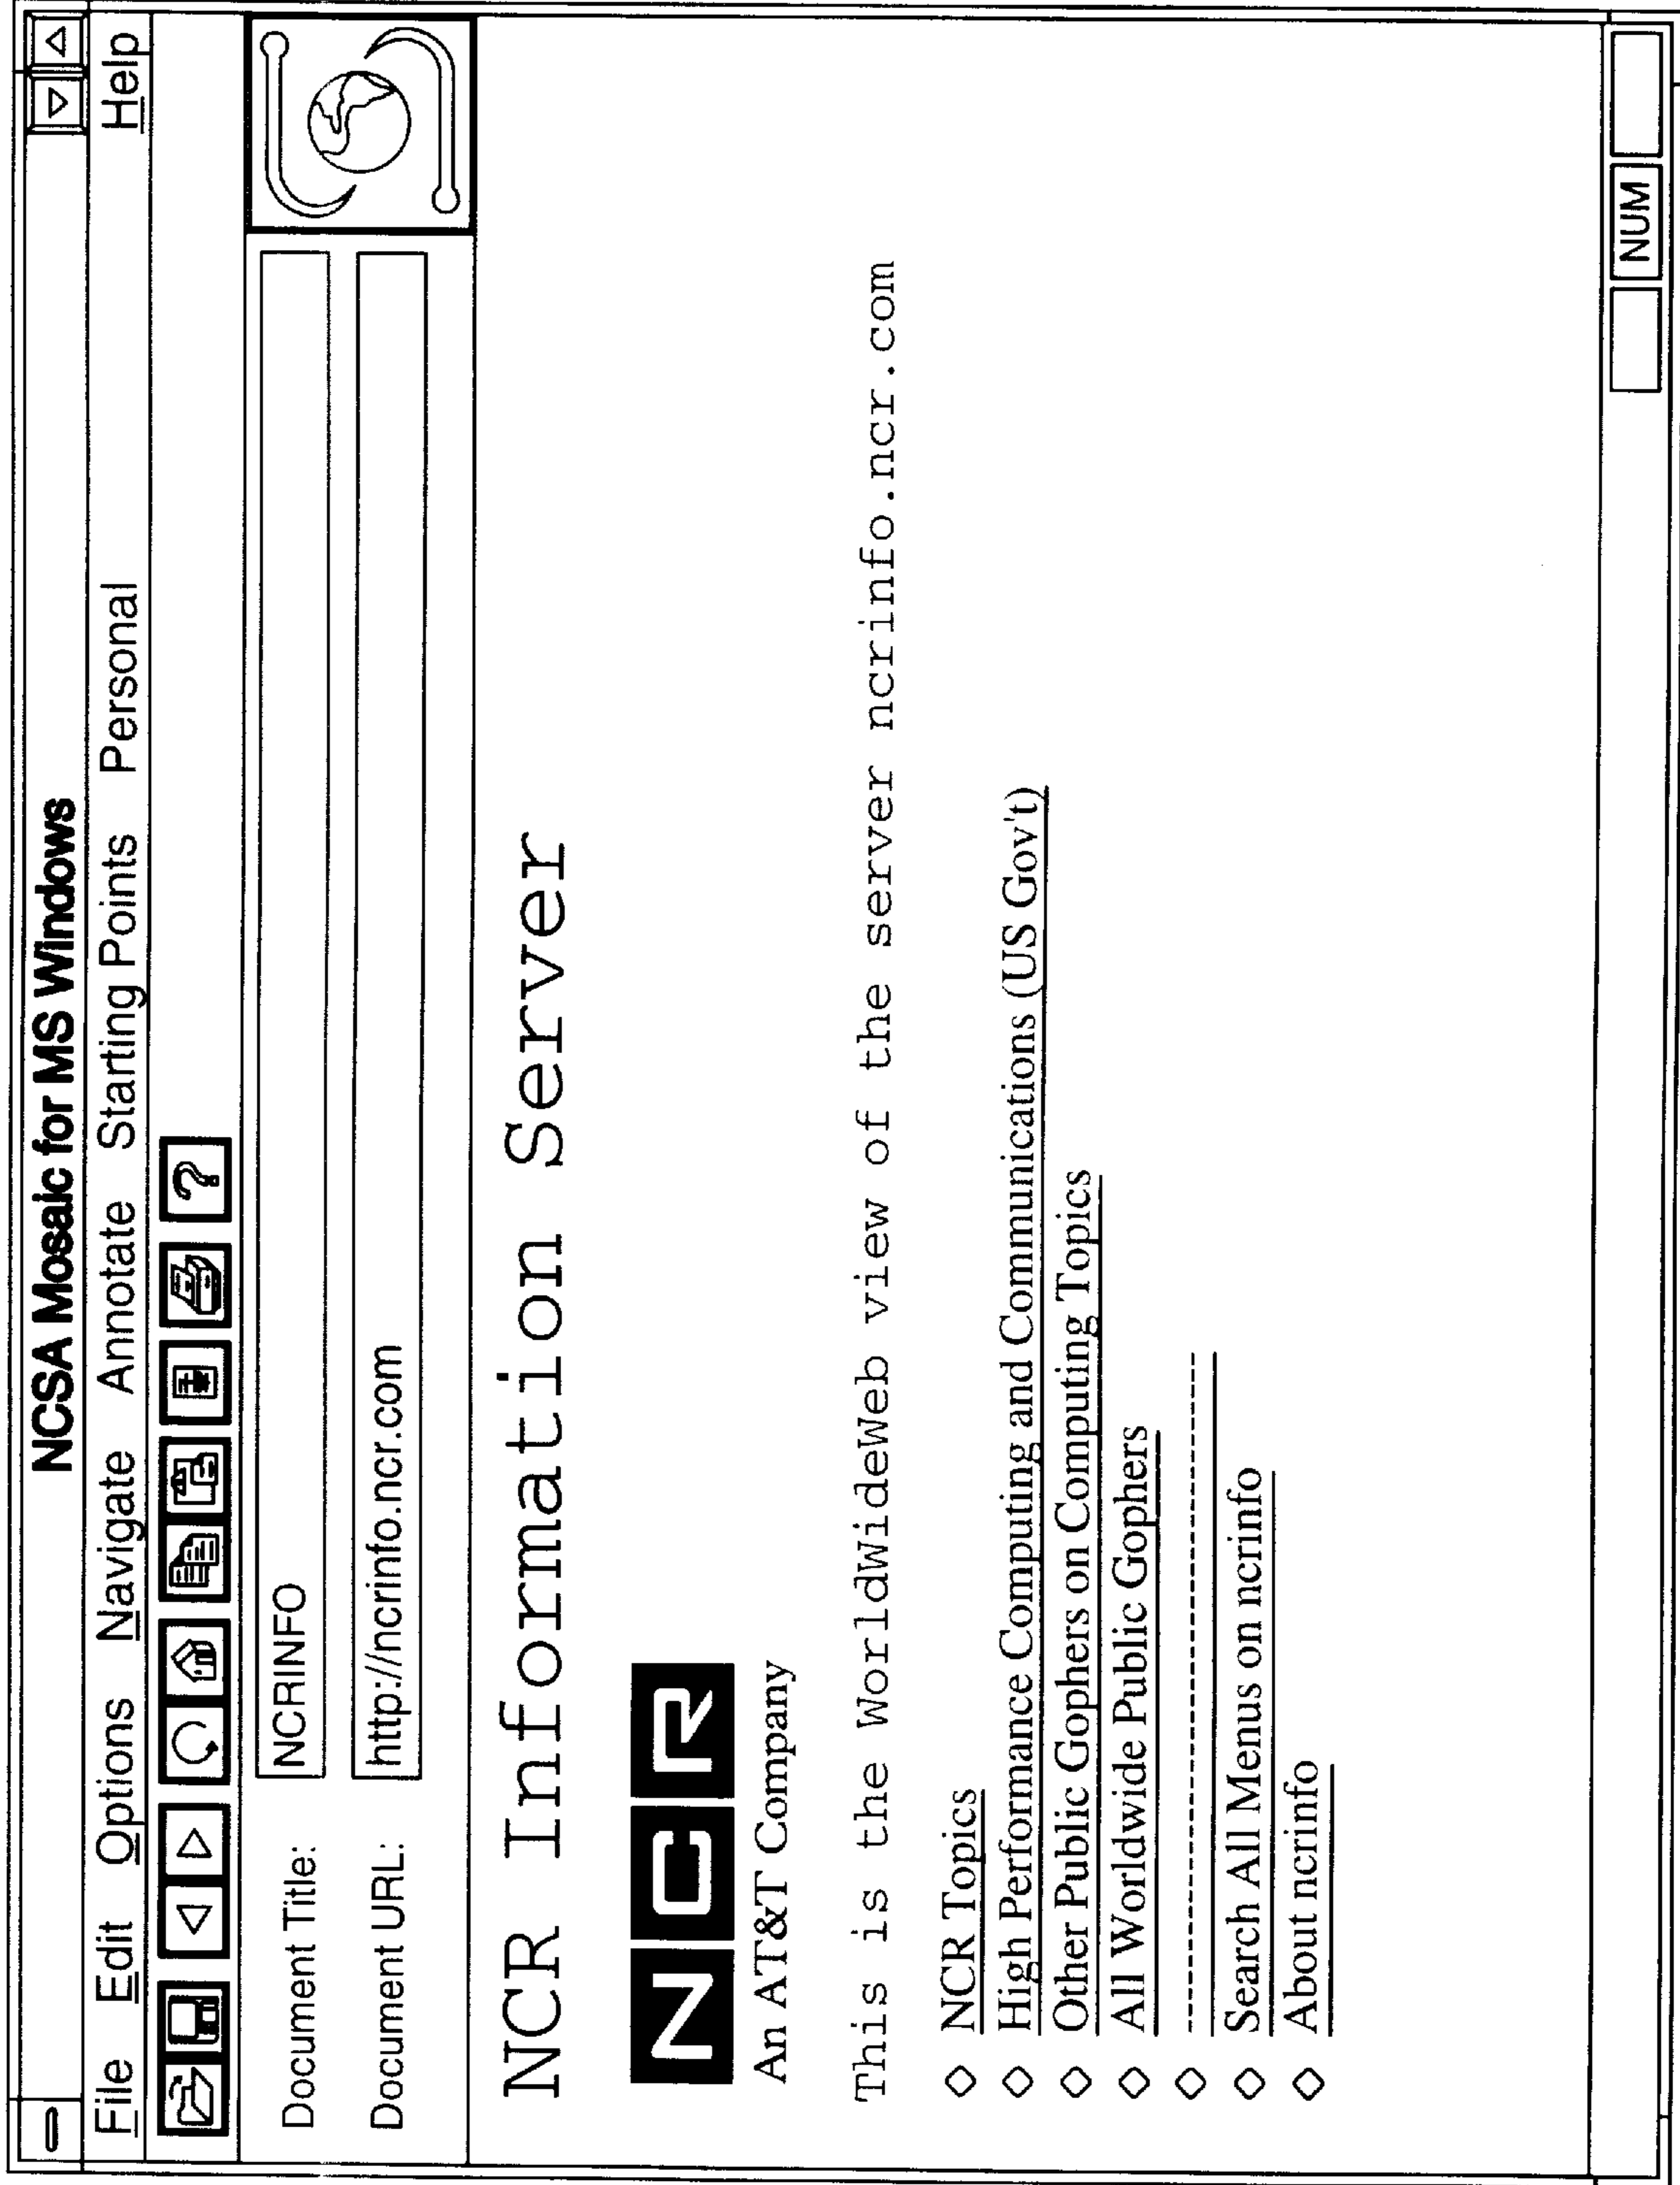 NCSA Mosaic for MS Windows
File Edit Options Navigate Annotate Starting Points Personal Help
?
Document Title: NCRINFO
Document URL: http://ncrinfo.ncr.com
NCR Information Server
NCR
An AT&T Company
This is the WorldWideWeb view of the server ncrinfo.ncr.com
◇ NCR Topics
◇ High Performance Computing and Communications (US Gov't)
◇ Other Public Gophers on Computing Topics
◇ All Worldwide Public Gophers
◇ --------------------
◇ Search All Menus on ncrinfo
◇ About ncrinfo
NUM